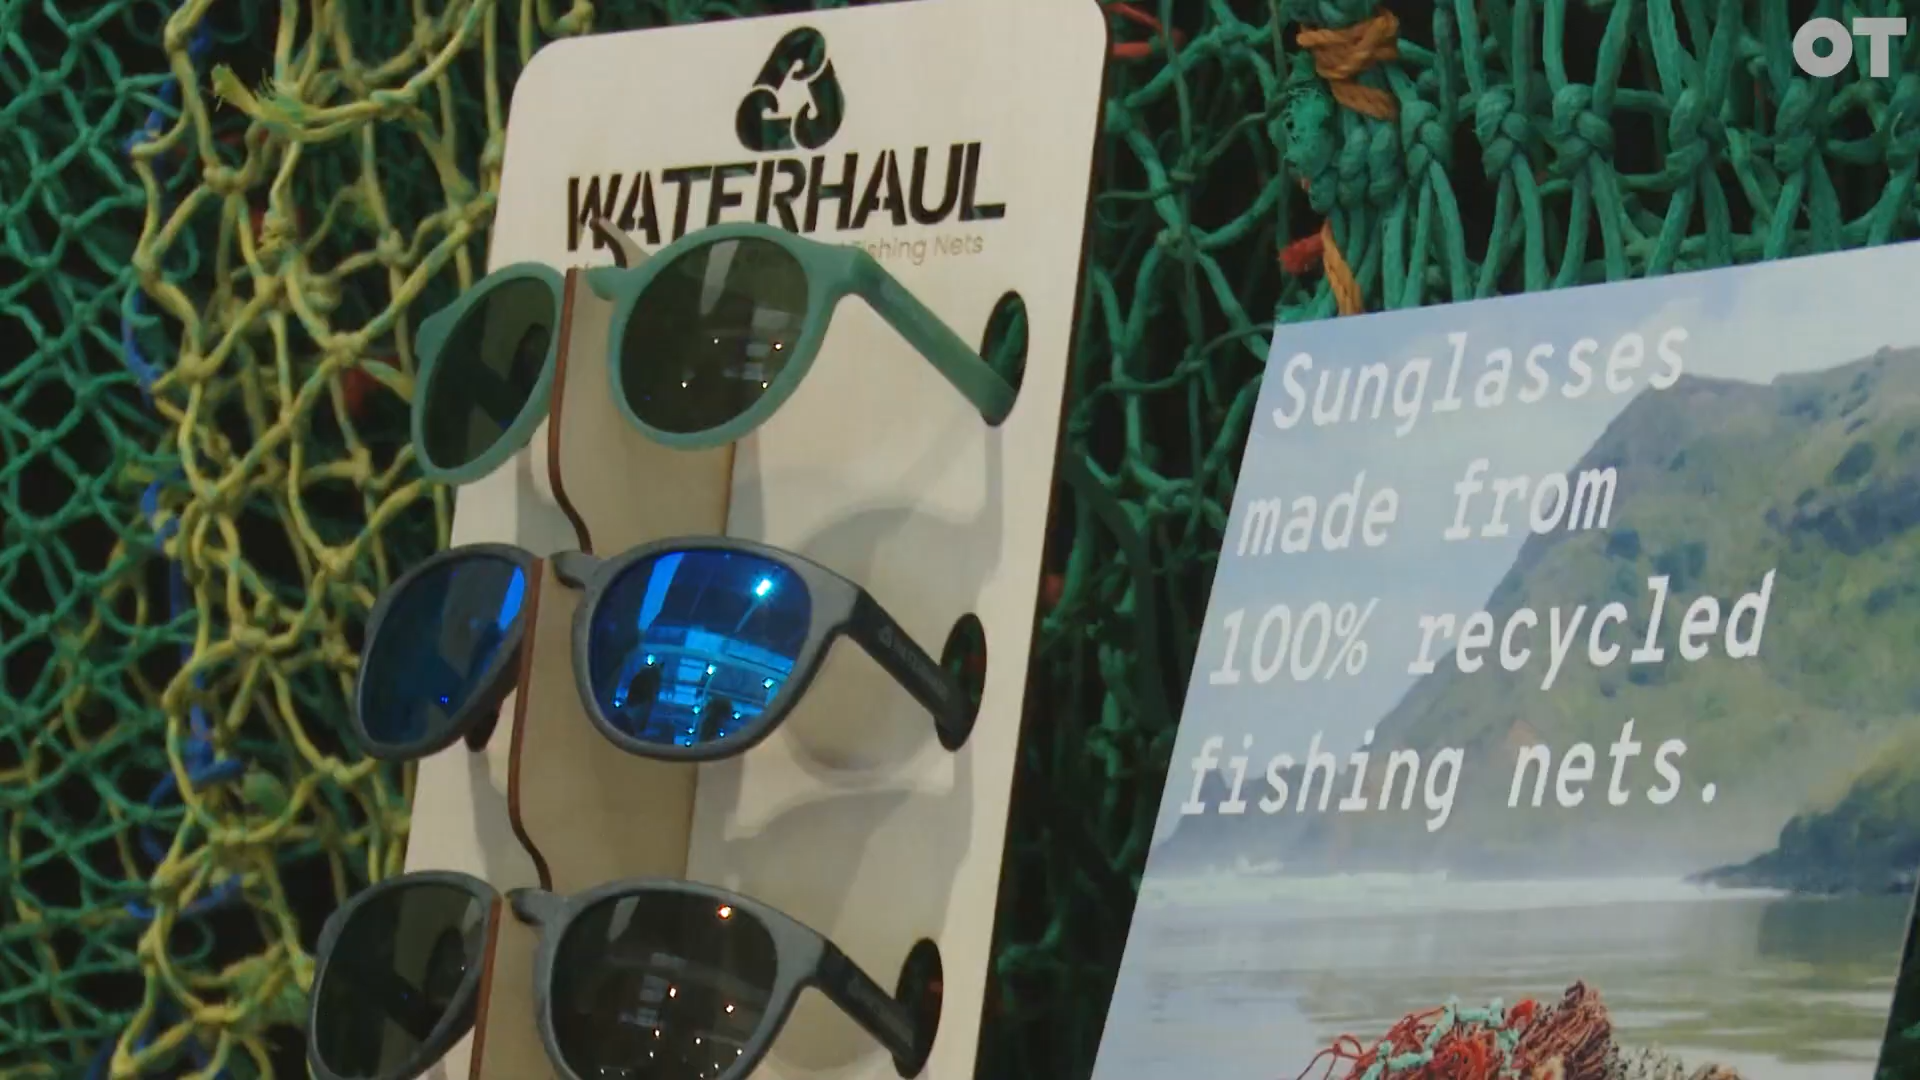 OT
WATERHAUL
Fishing Nets
Sunglasses
made from
100% recycled
fishing nets.